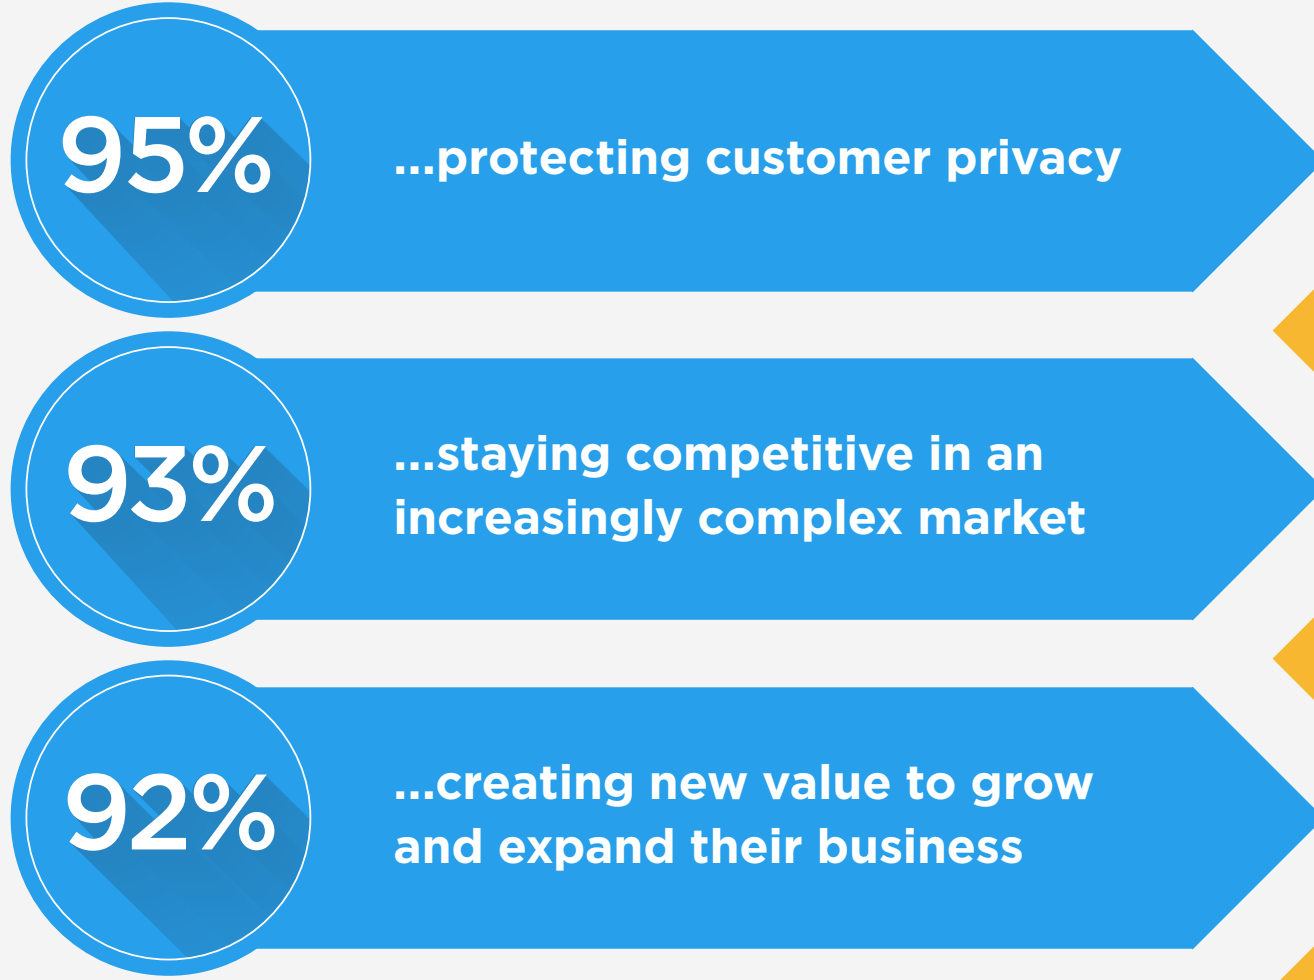 95%
...protecting customer privacy
93%
...staying competitive in an
increasingly complex market
92%
...creating new value to grow
and expand their business